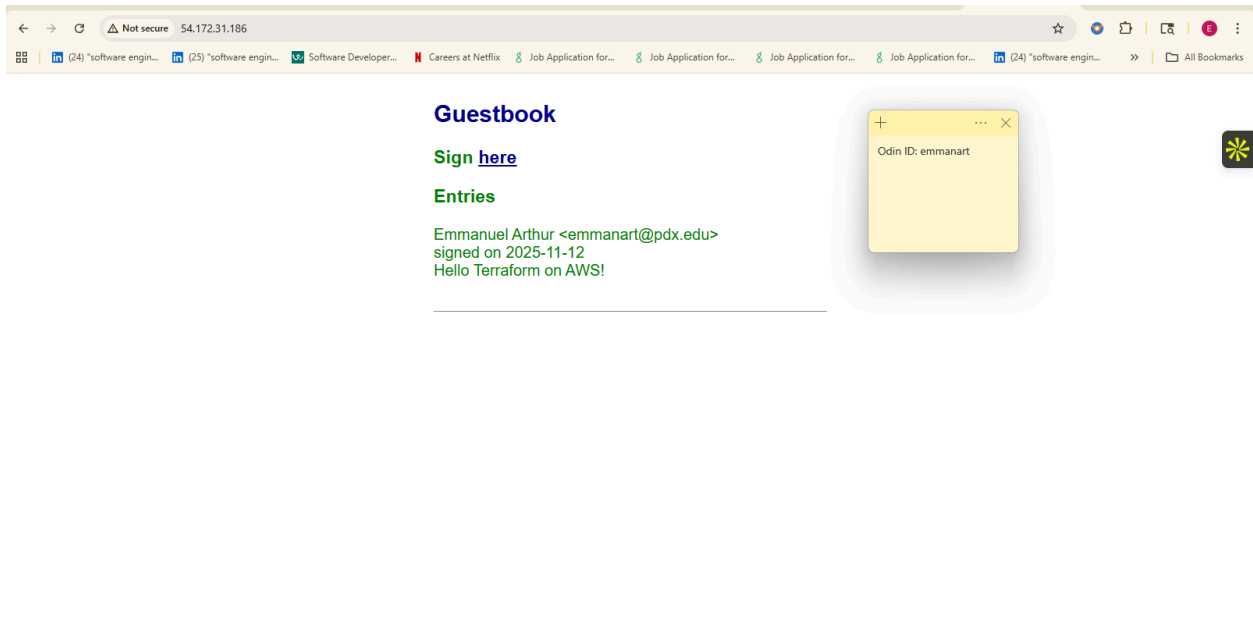 Not secure 54.172.31.186 E
(24) "software engin... (25) "software engin... Software Developer... Careers at Netflix Job Application for... Job Application for... Job Application for... Job Application for... (24) "software engin... » All Bookmarks
Guestbook
Sign here
Entries
Emmanuel Arthur <emmanart@pdx.edu>
signed on 2025-11-12
Hello Terraform on AWS!
Odin ID: emmanart